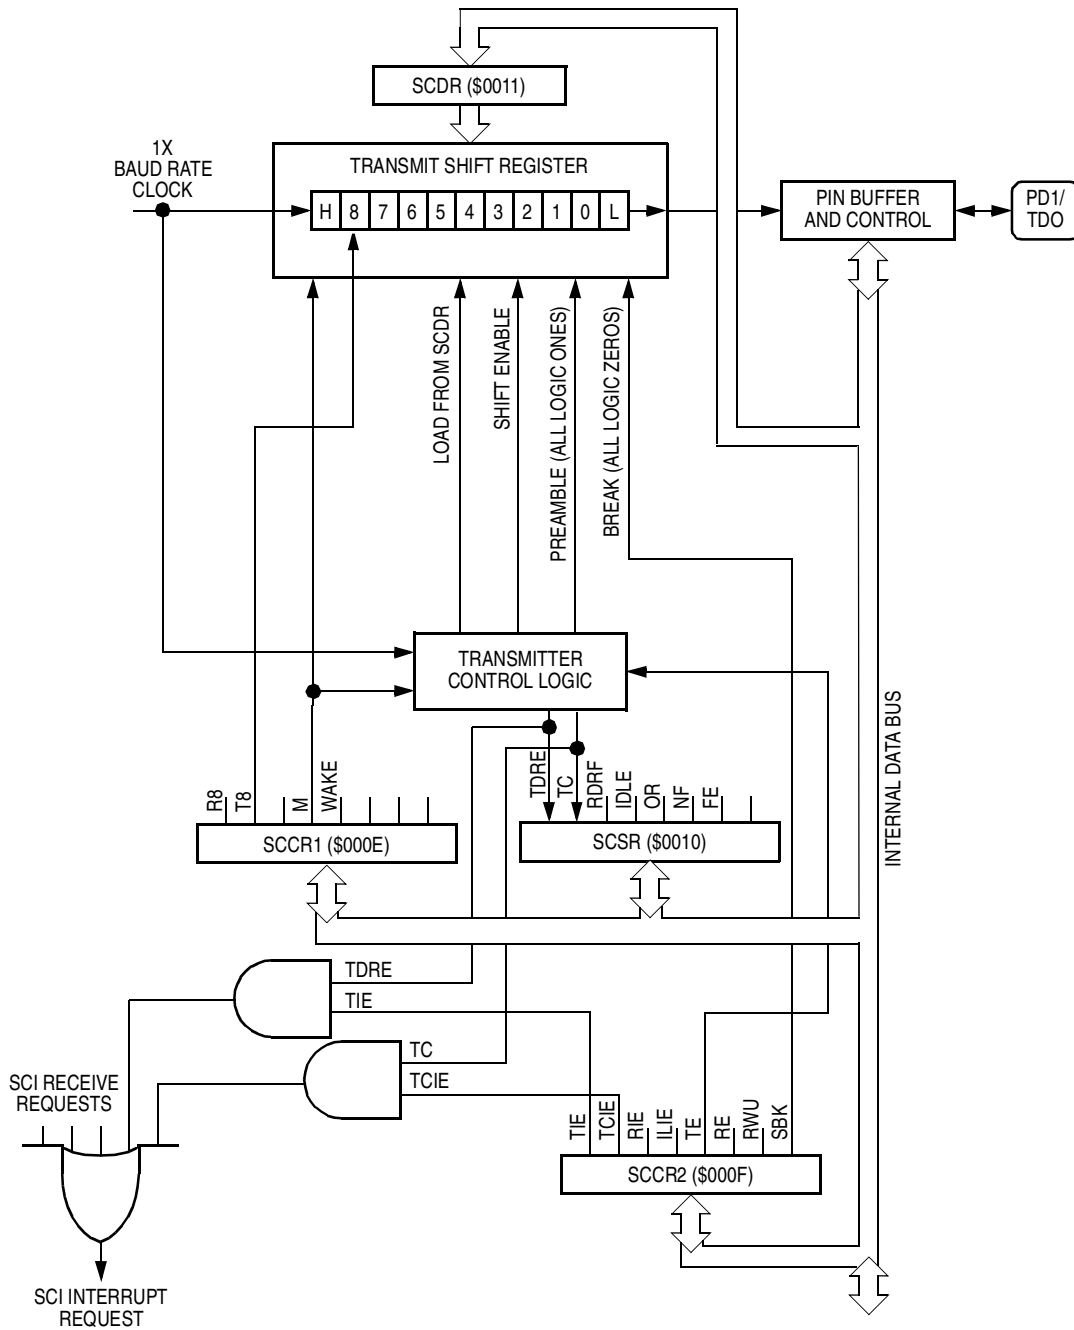 SCDR ($0011)
1X
BAUD RATE
CLOCK
TRANSMIT SHIFT REGISTER
H 8 7 6 5 4 3 2 1 0 L
PIN BUFFER
AND CONTROL
PD1/
TDO
LOAD FROM SCDR
SHIFT ENABLE
PREAMBLE (ALL LOGIC ONES)
BREAK (ALL LOGIC ZEROS)
TRANSMITTER
CONTROL LOGIC
INTERNAL DATA BUS
R8
T8
M
WAKE
SCCR1 ($000E)
TDRE
TC
RDRF
IDLE
OR
NF
FE
SCSR ($0010)
TDRE
TIE
TC
TCIE
SCI RECEIVE
REQUESTS
TIE
TCIE
RIE
ILIE
TE
RE
RWU
SBK
SCCR2 ($000F)
SCI INTERRUPT
REQUEST